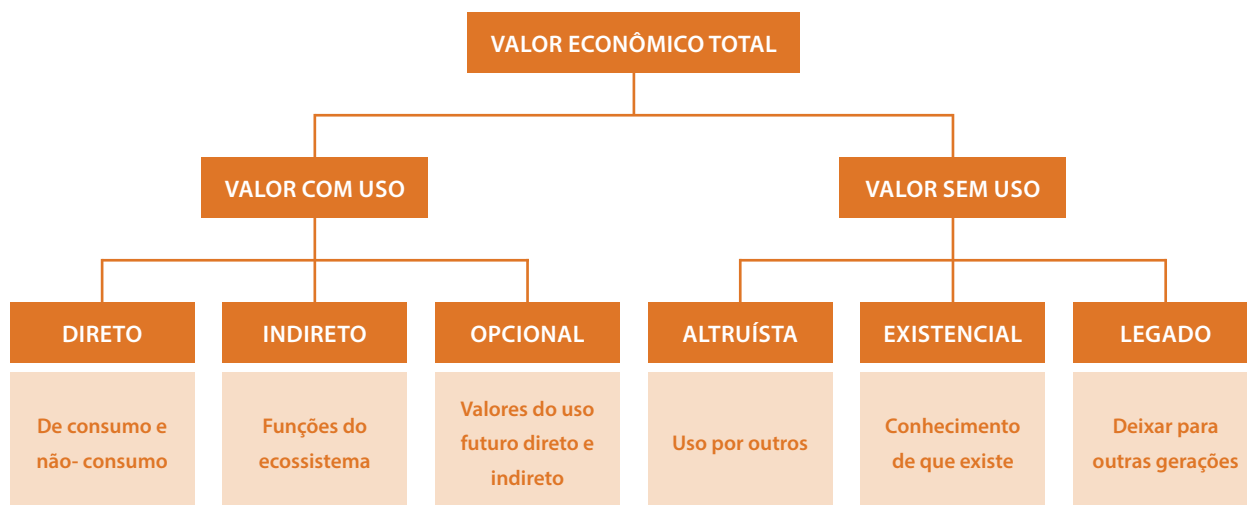 VALOR ECONÔMICO TOTAL
VALOR COM USO
VALOR SEM USO
DIRETO
INDIRETO
OPCIONAL
ALTRUÍSTA
EXISTENCIAL
LEGADO
De consumo e
não- consumo
Funções do
ecossistema
Valores do uso
futuro direto e
indireto
Uso por outros
Conhecimento
de que existe
Deixar para
outras gerações